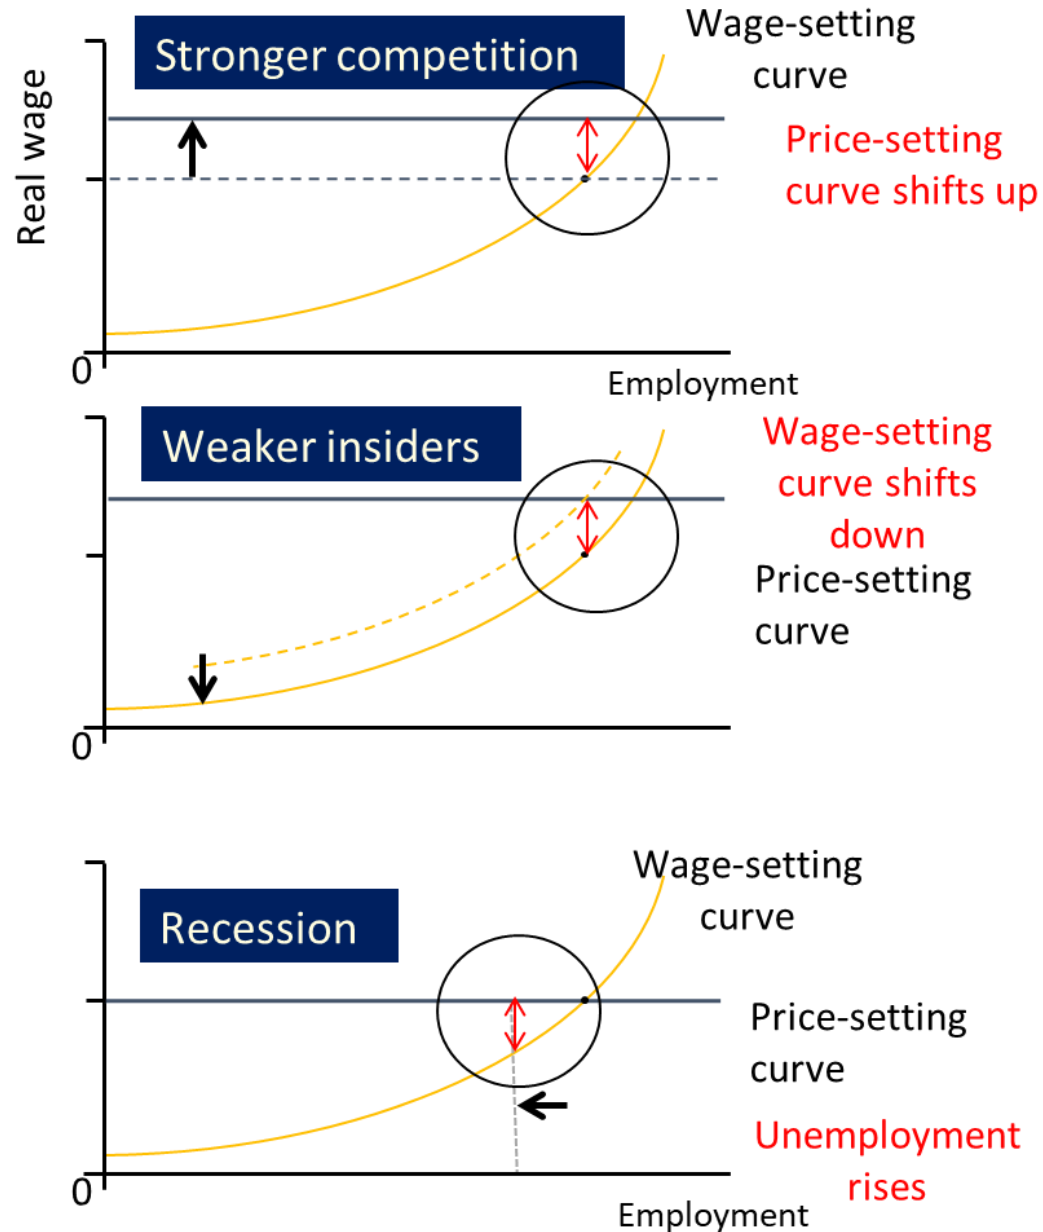 Stronger competition
Wage-setting
curve
Real wage
Price-setting
curve shifts up
0
Employment
Weaker insiders
Wage-setting
curve shifts
down
Price-setting
curve
0
Wage-setting
curve
Recession
Price-setting
curve
Unemployment
rises
0
Employment